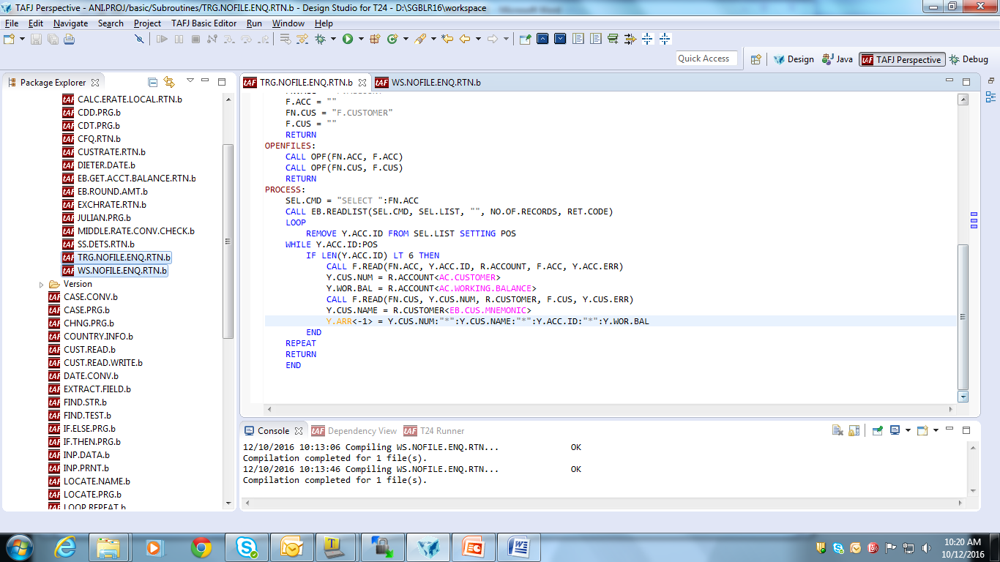 TAFJ Perspective - ANI.PROJ/basic/Subroutines/TRG.NOFILE.ENQ.RTN.b - Design Studio for T24 - D:\SGBLR16\workspace
File Edit Navigate Search Project TAFJ Basic Editor Run Window Help
Quick Access
Design
Java
TAFJ Perspective
Debug
Package Explorer
CALC.ERATE.LOCAL.RTN.b
CDD.PRG.b
CDT.PRG.b
CFQ.RTN.b
CUSTRATE.RTN.b
DIETER.DATE.b
EB.GET.ACCT.BALANCE.RTN.b
EB.ROUND.AMT.b
EXCHRATE.RTN.b
JULIAN.PRG.b
MIDDLE.RATE.CONV.CHECK.b
SS.DETS.RTN.b
TRG.NOFILE.ENQ.RTN.b
WS.NOFILE.ENQ.RTN.b
Version
CASE.CONV.b
CASE.PRG.b
CHNG.PRG.b
COUNTRY.INFO.b
CUST.READ.b
CUST.READ.WRITE.b
DATE.CONV.b
EXTRACT.FIELD.b
FIND.STR.b
FIND.TEST.b
IF.ELSE.PRG.b
IF.THEN.PRG.b
INP.DATA.b
INP.PRNT.b
LOCATE.NAME.b
LOCATE.PRG.b
LOOP.REPEAT.b
TRG.NOFILE.ENQ.RTN.b
WS.NOFILE.ENQ.RTN.b
F.ACC = ""
FN.CUS = "F.CUSTOMER"
F.CUS = ""
RETURN
OPENFILES:
CALL OPF(FN.ACC, F.ACC)
CALL OPF(FN.CUS, F.CUS)
RETURN
PROCESS:
SEL.CMD = "SELECT ":FN.ACC
CALL EB.READLIST(SEL.CMD, SEL.LIST, "", NO.OF.RECORDS, RET.CODE)
LOOP
REMOVE Y.ACC.ID FROM SEL.LIST SETTING POS
WHILE Y.ACC.ID:POS
IF LEN(Y.ACC.ID) LT 6 THEN
CALL F.READ(FN.ACC, Y.ACC.ID, R.ACCOUNT, F.ACC, Y.ACC.ERR)
Y.CUS.NUM = R.ACCOUNT<AC.CUSTOMER>
Y.WOR.BAL = R.ACCOUNT<AC.WORKING.BALANCE>
CALL F.READ(FN.CUS, Y.CUS.NUM, R.CUSTOMER, F.CUS, Y.CUS.ERR)
Y.CUS.NAME = R.CUSTOMER<EB.CUS.MNEMONIC>
Y.ARR<-1> = Y.CUS.NUM:"*":Y.CUS.NAME:"*":Y.ACC.ID:"*":Y.WOR.BAL
END
REPEAT
RETURN
END
Console
Dependency View
T24 Runner
12/10/2016 10:13:06 Compiling WS.NOFILE.ENQ.RTN... OK
Compilation completed for 1 file(s).
12/10/2016 10:13:46 Compiling WS.NOFILE.ENQ.RTN... OK
Compilation completed for 1 file(s).
10:20 AM
10/12/2016